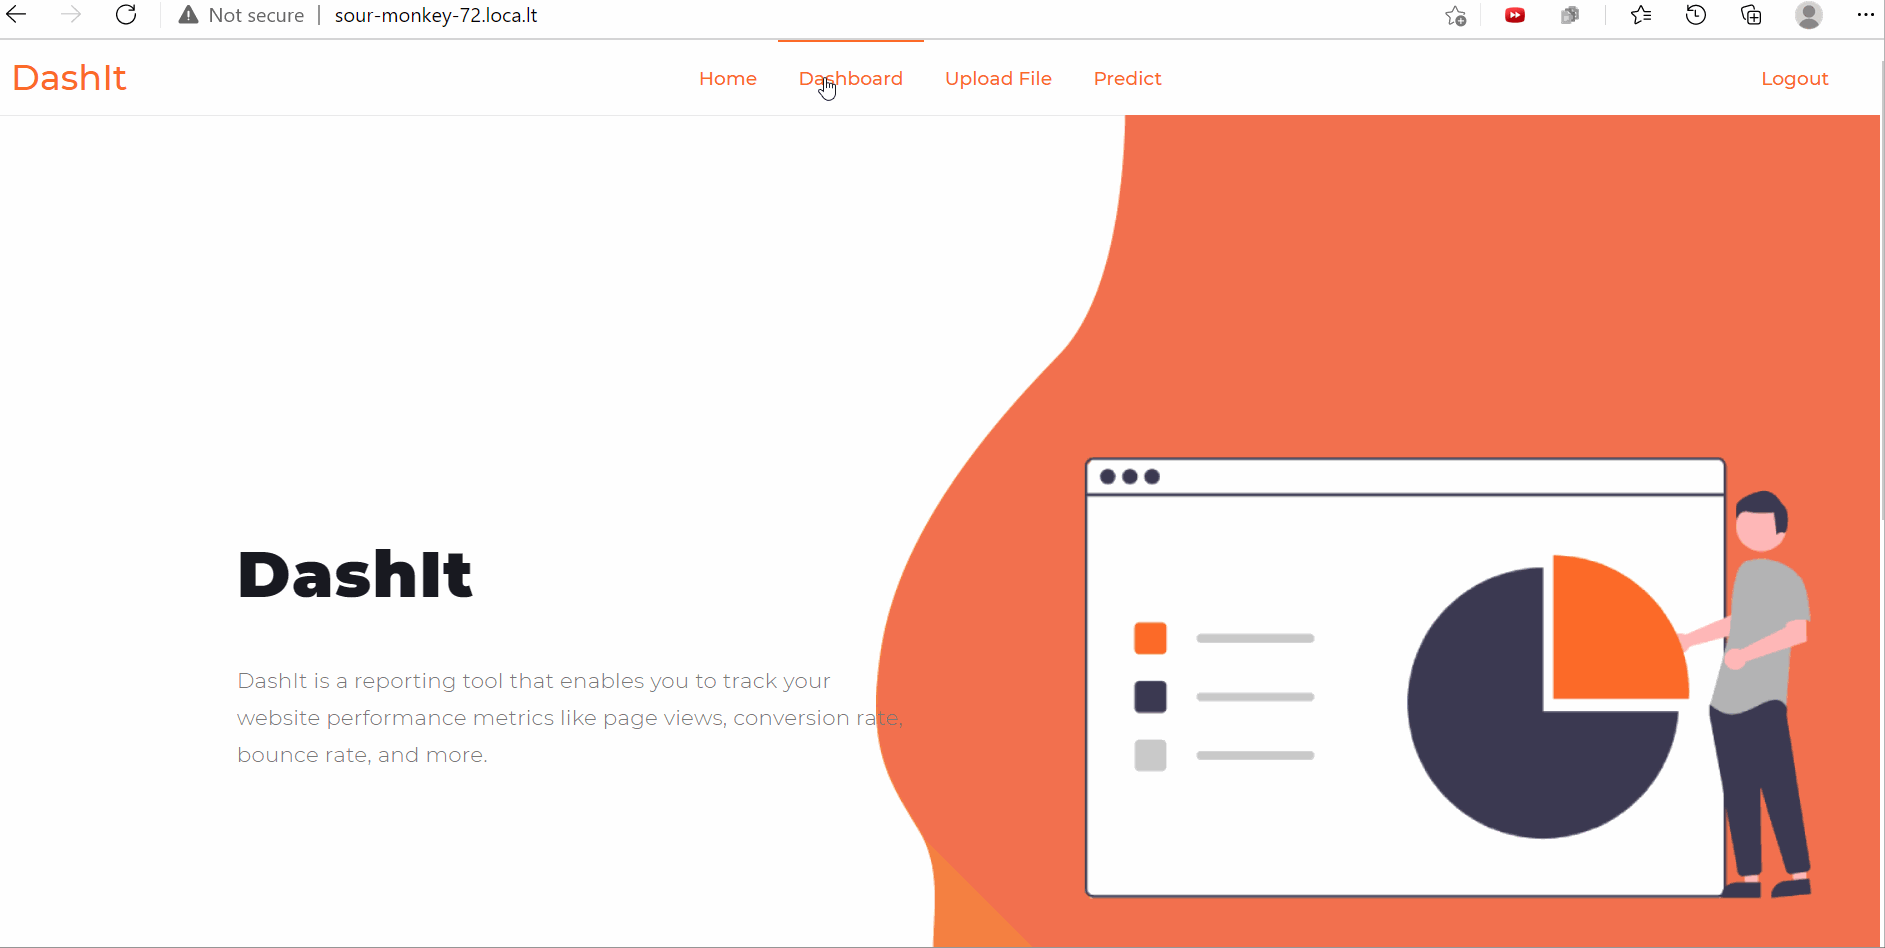 Not secure | sour-monkey-72.loca.lt
DashIt Home Dashboard Upload File Predict Logout
DashIt
DashIt is a reporting tool that enables you to track your
website performance metrics like page views, conversion rate,
bounce rate, and more.